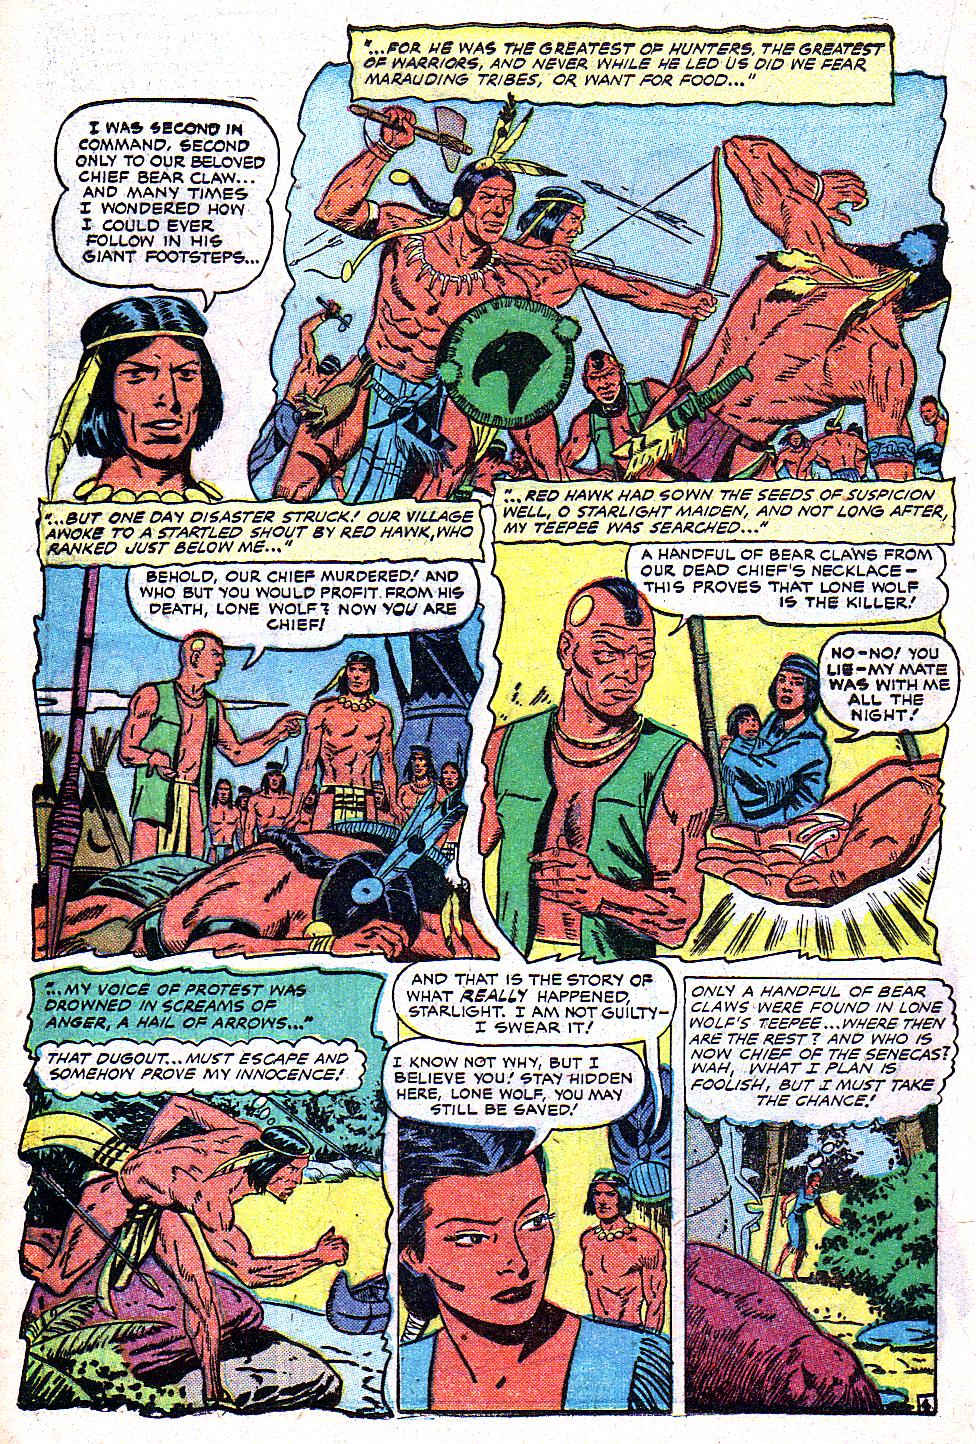 I WAS SECOND IN
COMMAND, SECOND
ONLY TO OUR BELOVED
CHIEF BEAR CLAW...
AND MANY TIMES
I WONDERED HOW
I COULD EVER
FOLLOW IN HIS
GIANT FOOTSTEPS...
"...FOR HE WAS THE GREATEST OF HUNTERS, THE GREATEST
OF WARRIORS, AND NEVER WHILE HE LED US DID WE FEAR
MARAUDING TRIBES, OR WANT FOR FOOD..."
"...BUT ONE DAY DISASTER STRUCK! OUR VILLAGE
AWOKE TO A STARTLED SHOUT BY RED HAWK, WHO
RANKED JUST BELOW ME..."
BEHOLD, OUR CHIEF MURDERED! AND
WHO BUT YOU WOULD PROFIT FROM HIS
DEATH, LONE WOLF? NOW YOU ARE
CHIEF!
"...RED HAWK HAD SOWN THE SEEDS OF SUSPICION
WELL, O STARLIGHT MAIDEN, AND NOT LONG AFTER,
MY TEEPEE WAS SEARCHED..."
A HANDFUL OF BEAR CLAWS FROM
OUR DEAD CHIEF'S NECKLACE-
THIS PROVES THAT LONE WOLF
IS THE KILLER!
NO-NO! YOU
LIE-MY MATE
WAS WITH ME
ALL THE
NIGHT!
"...MY VOICE OF PROTEST WAS
DROWNED IN SCREAMS OF
ANGER, A HAIL OF ARROWS..."
THAT DUGOUT...MUST ESCAPE AND
SOMEHOW PROVE MY INNOCENCE!
AND THAT IS THE STORY OF
WHAT REALLY HAPPENED,
STARLIGHT. I AM NOT GUILTY-
I SWEAR IT!
I KNOW NOT WHY, BUT I
BELIEVE YOU! STAY HIDDEN
HERE, LONE WOLF, YOU MAY
STILL BE SAVED!
ONLY A HANDFUL OF BEAR
CLAWS WERE FOUND IN LONE
WOLF'S TEEPEE...WHERE THEN
ARE THE REST? AND WHO IS
NOW CHIEF OF THE SENECAS?
WAH, WHAT I PLAN IS
FOOLISH, BUT I MUST TAKE
THE CHANCE!
4